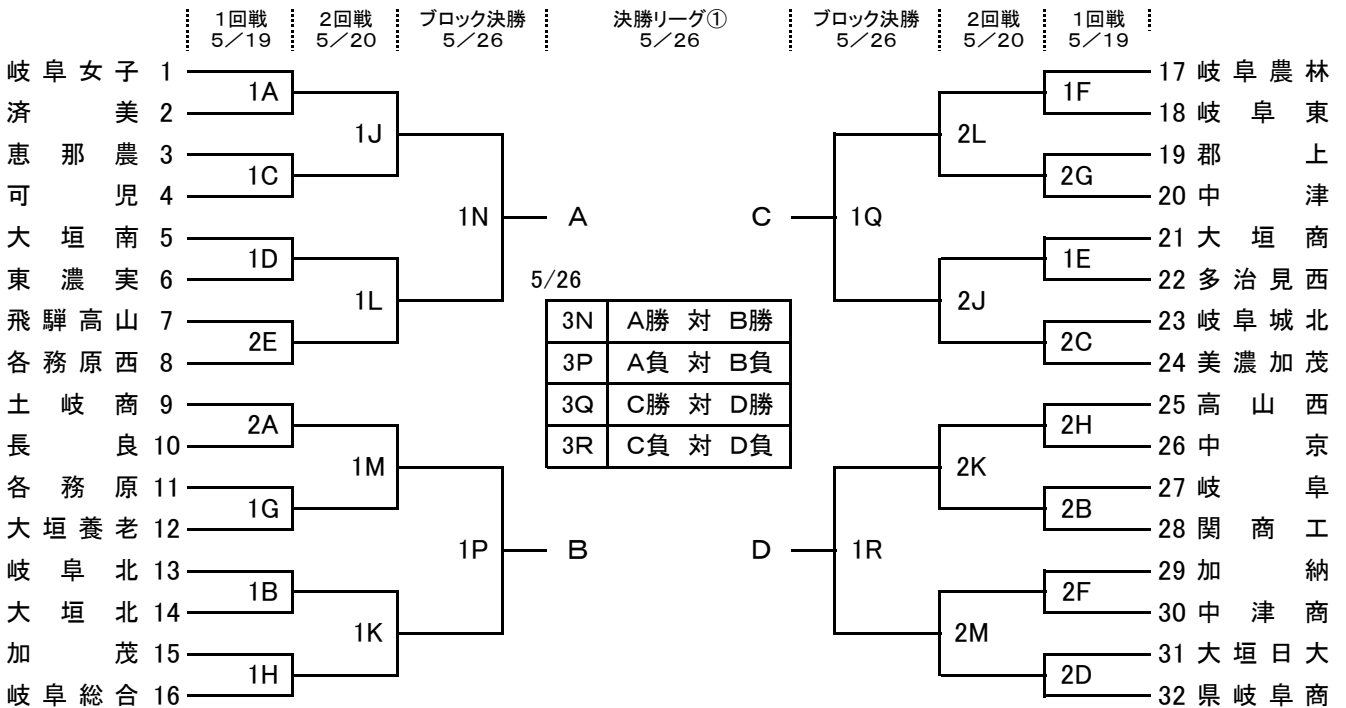 1回戦 2回戦 ブロック決勝 決勝リーグ① ブロック決勝 2回戦 1回戦
5／19 5／20 5／26 5／26 5／26 5／20 5／19
岐阜女子 1 17 岐阜農林
1A 1F
済美 2 18 岐阜東
1J 2L
恵那農 3 19 郡上
1C 2G
可児 4 20 中津
1N A C 1Q
大垣南 5 21 大垣商
1D 1E
東濃実 6 5/26 22 多治見西
1L 2J
飛騨高山 7 3N A勝 対 B勝 23 岐阜城北
2E 2C
各務原西 8 3P A負 対 B負 24 美濃加茂
土岐商 9 3Q C勝 対 D勝 25 高山西
2A 2H
長良 10 3R C負 対 D負 26 中京
1M 2K
各務原 11 27 岐阜
1G 2B
大垣養老 12 28 関商工
1P B D 1R
岐阜北 13 29 加納
1B 2F
大垣北 14 30 中津商
1K 2M
加茂 15 31 大垣日大
1H 2D
岐阜総合 16 32 県岐阜商